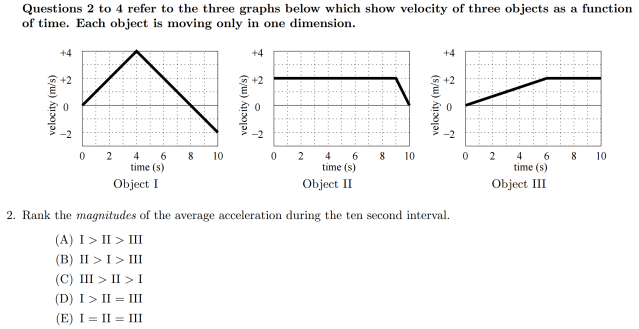 Questions 2 to 4 refer to the three graphs below which show velocity of three objects as a function
of time. Each object is moving only in one dimension.
+4
+2
0
−2
velocity (m/s)
0 2 4 6 8 10
time (s)
Object I
+4
+2
0
−2
velocity (m/s)
0 2 4 6 8 10
time (s)
Object II
+4
+2
0
−2
velocity (m/s)
0 2 4 6 8 10
time (s)
Object III
2. Rank the magnitudes of the average acceleration during the ten second interval.
(A) I > II > III
(B) II > I > III
(C) III > II > I
(D) I > II = III
(E) I = II = III